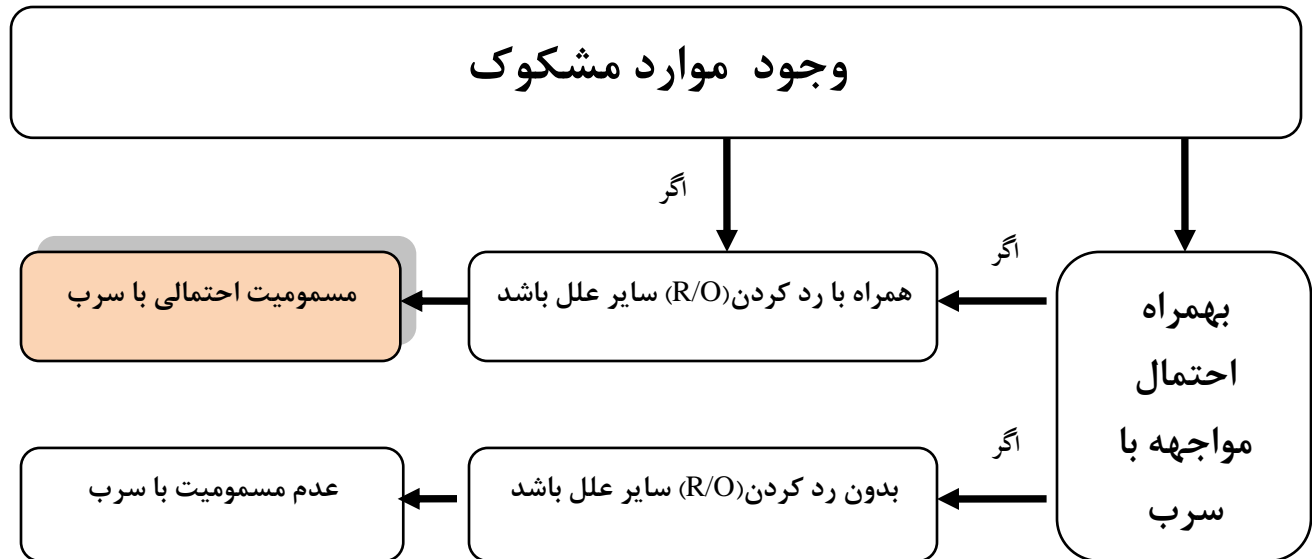 وجود موارد مشکوک
اگر
بهمراه
احتمال
مواجهه با
سرب
اگر
همراه با رد کردن(R/O) سایر علل باشد
مسمومیت احتمالی با سرب
اگر
بدون رد کردن(R/O) سایر علل باشد
عدم مسمومیت با سرب